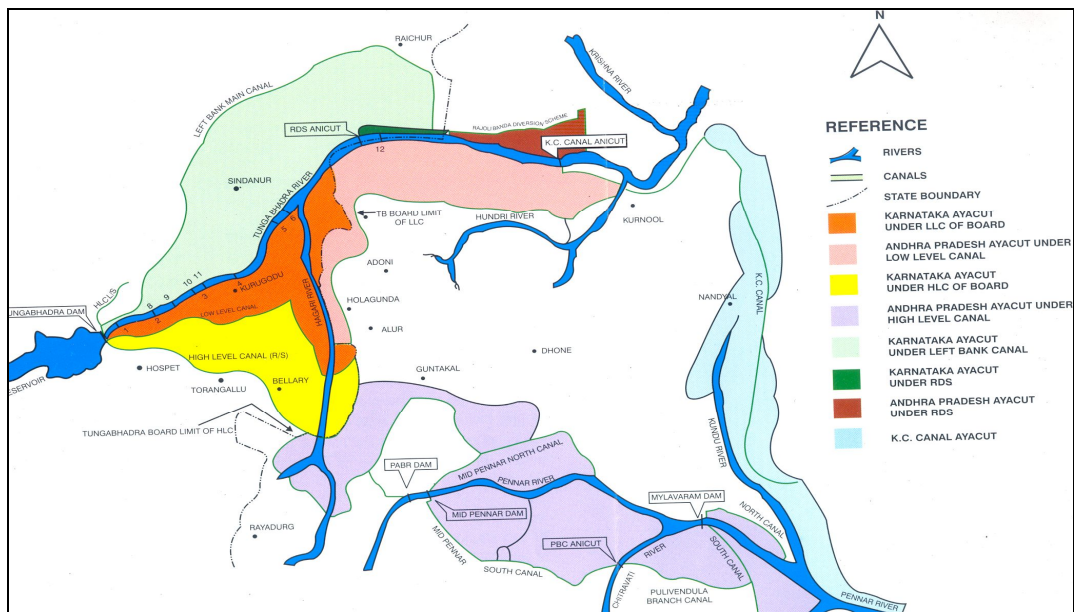 N
RAICHUR
KRISHNA RIVER
LEFT BANK MAIN CANAL
RDS ANICUT
RAJOLI BANDA DIVERSION SCHEME
K.C. CANAL ANICUT
12
SINDANUR
TUNGA BHADRA RIVER
TB BOARD LIMIT
OF LLC
HUNDRI RIVER
KURNOOL
5
6
ADONI
HLCLS
8
9
10
11
1
2
3
4
KURUGODU
LOW LEVEL CANAL
HAGARI RIVER
HOLAGUNDA
ALUR
NANDYAL
K.C. CANAL
TUNGABHADRA DAM
RESERVOIR
HOSPET
HIGH LEVEL CANAL (R/S)
TORANGALLU
BELLARY
GUNTAKAL
DHONE
TUNGABHADRA BOARD LIMIT OF HLC
PABR DAM
MID PENNAR NORTH CANAL
PENNAR RIVER
KUNDU RIVER
MID PENNAR DAM
MYLAVARAM DAM
NORTH CANAL
RAYADURG
MID PENNAR
SOUTH CANAL
PBC ANICUT
CHITRAVATI
RIVER
SOUTH CANAL
PULIVENDULA
BRANCH CANAL
PENNAR RIVER
REFERENCE
RIVERS
CANALS
STATE BOUNDARY
KARNATAKA AYACUT
UNDER LLC OF BOARD
ANDHRA PRADESH AYACUT UNDER
LOW LEVEL CANAL
KARNATAKA AYACUT
UNDER HLC OF BOARD
ANDHRA PRADESH AYACUT UNDER
HIGH LEVEL CANAL
KARNATAKA AYACUT
UNDER LEFT BANK CANAL
KARNATAKA AYACUT
UNDER RDS
ANDHRA PRADESH AYACUT
UNDER RDS
K.C. CANAL AYACUT